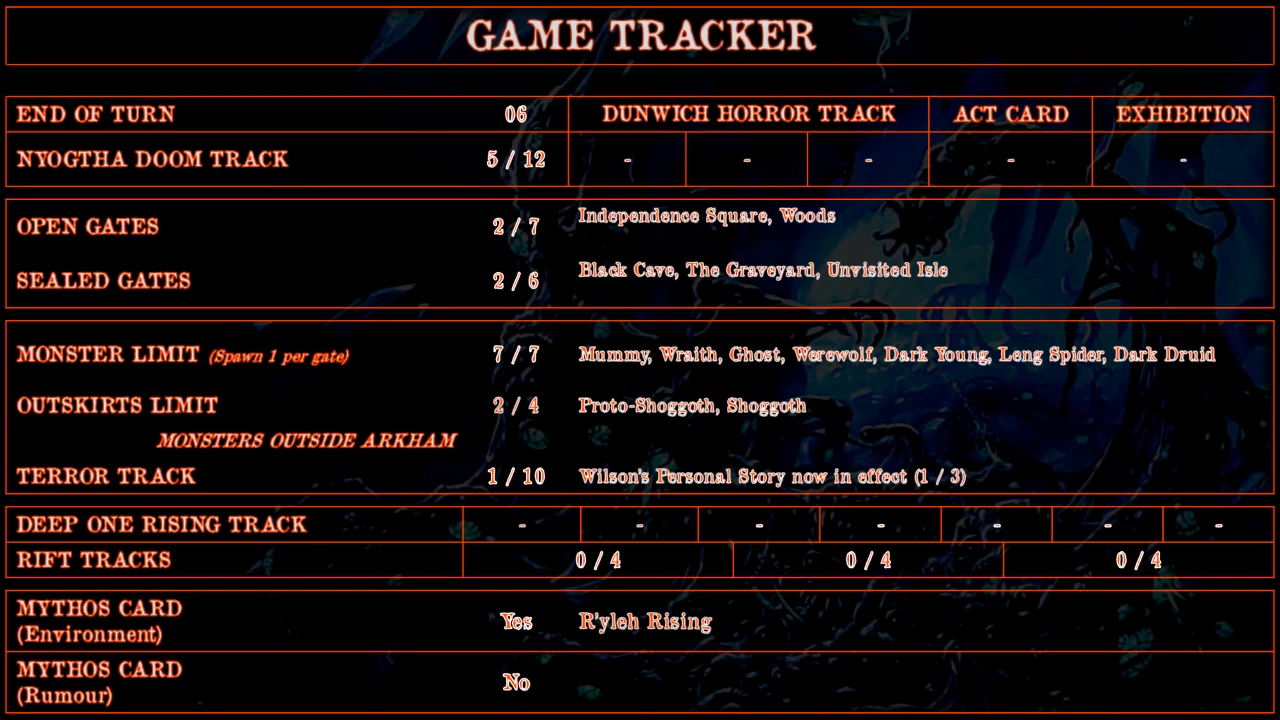 GAME TRACKER
END OF TURN 06 DUNWICH HORROR TRACK ACT CARD EXHIBITION
NYOGTHA DOOM TRACK 5 / 12 - - - - -
OPEN GATES 2 / 7 Independence Square, Woods
SEALED GATES 2 / 6 Black Cave, The Graveyard, Unvisited Isle
MONSTER LIMIT (Spawn 1 per gate) 7 / 7 Mummy, Wraith, Ghost, Werewolf, Dark Young, Leng Spider, Dark Druid
OUTSKIRTS LIMIT 2 / 4 Proto-Shoggoth, Shoggoth
MONSTERS OUTSIDE ARKHAM
TERROR TRACK 1 / 10 Wilson's Personal Story now in effect (1 / 3)
DEEP ONE RISING TRACK - - - - - - -
RIFT TRACKS 0 / 4 0 / 4 0 / 4
MYTHOS CARD
(Environment) Yes R'yleh Rising
MYTHOS CARD
(Rumour) No